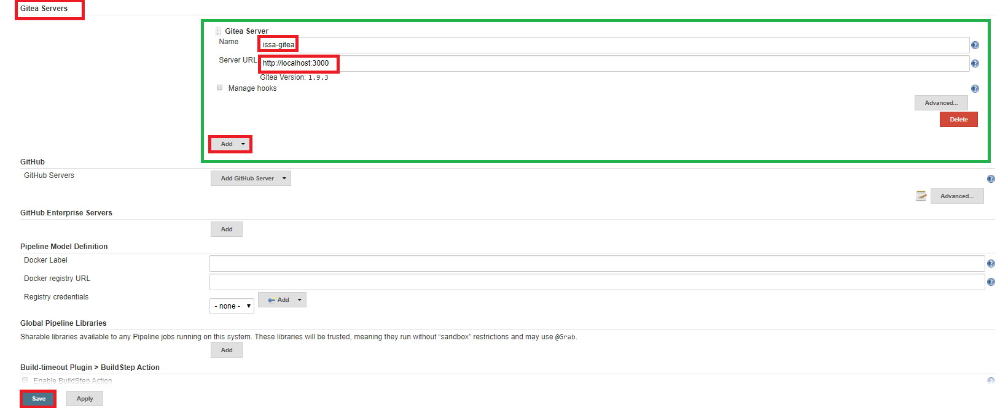 Gitea Servers
Gitea Server
Name
issa-gitea
Server URL
http://localhost:3000
Gitea Version: 1.9.3
Manage hooks
Advanced...
Delete
Add
GitHub
GitHub Servers
Add GitHub Server
Advanced...
GitHub Enterprise Servers
Add
Pipeline Model Definition
Docker Label
Docker registry URL
Registry credentials
- none -
Add
Global Pipeline Libraries
Sharable libraries available to any Pipeline jobs running on this system. These libraries will be trusted, meaning they run without “sandbox” restrictions and may use @Grab.
Add
Build-timeout Plugin > BuildStep Action
Enable BuildStep Action
Save
Apply